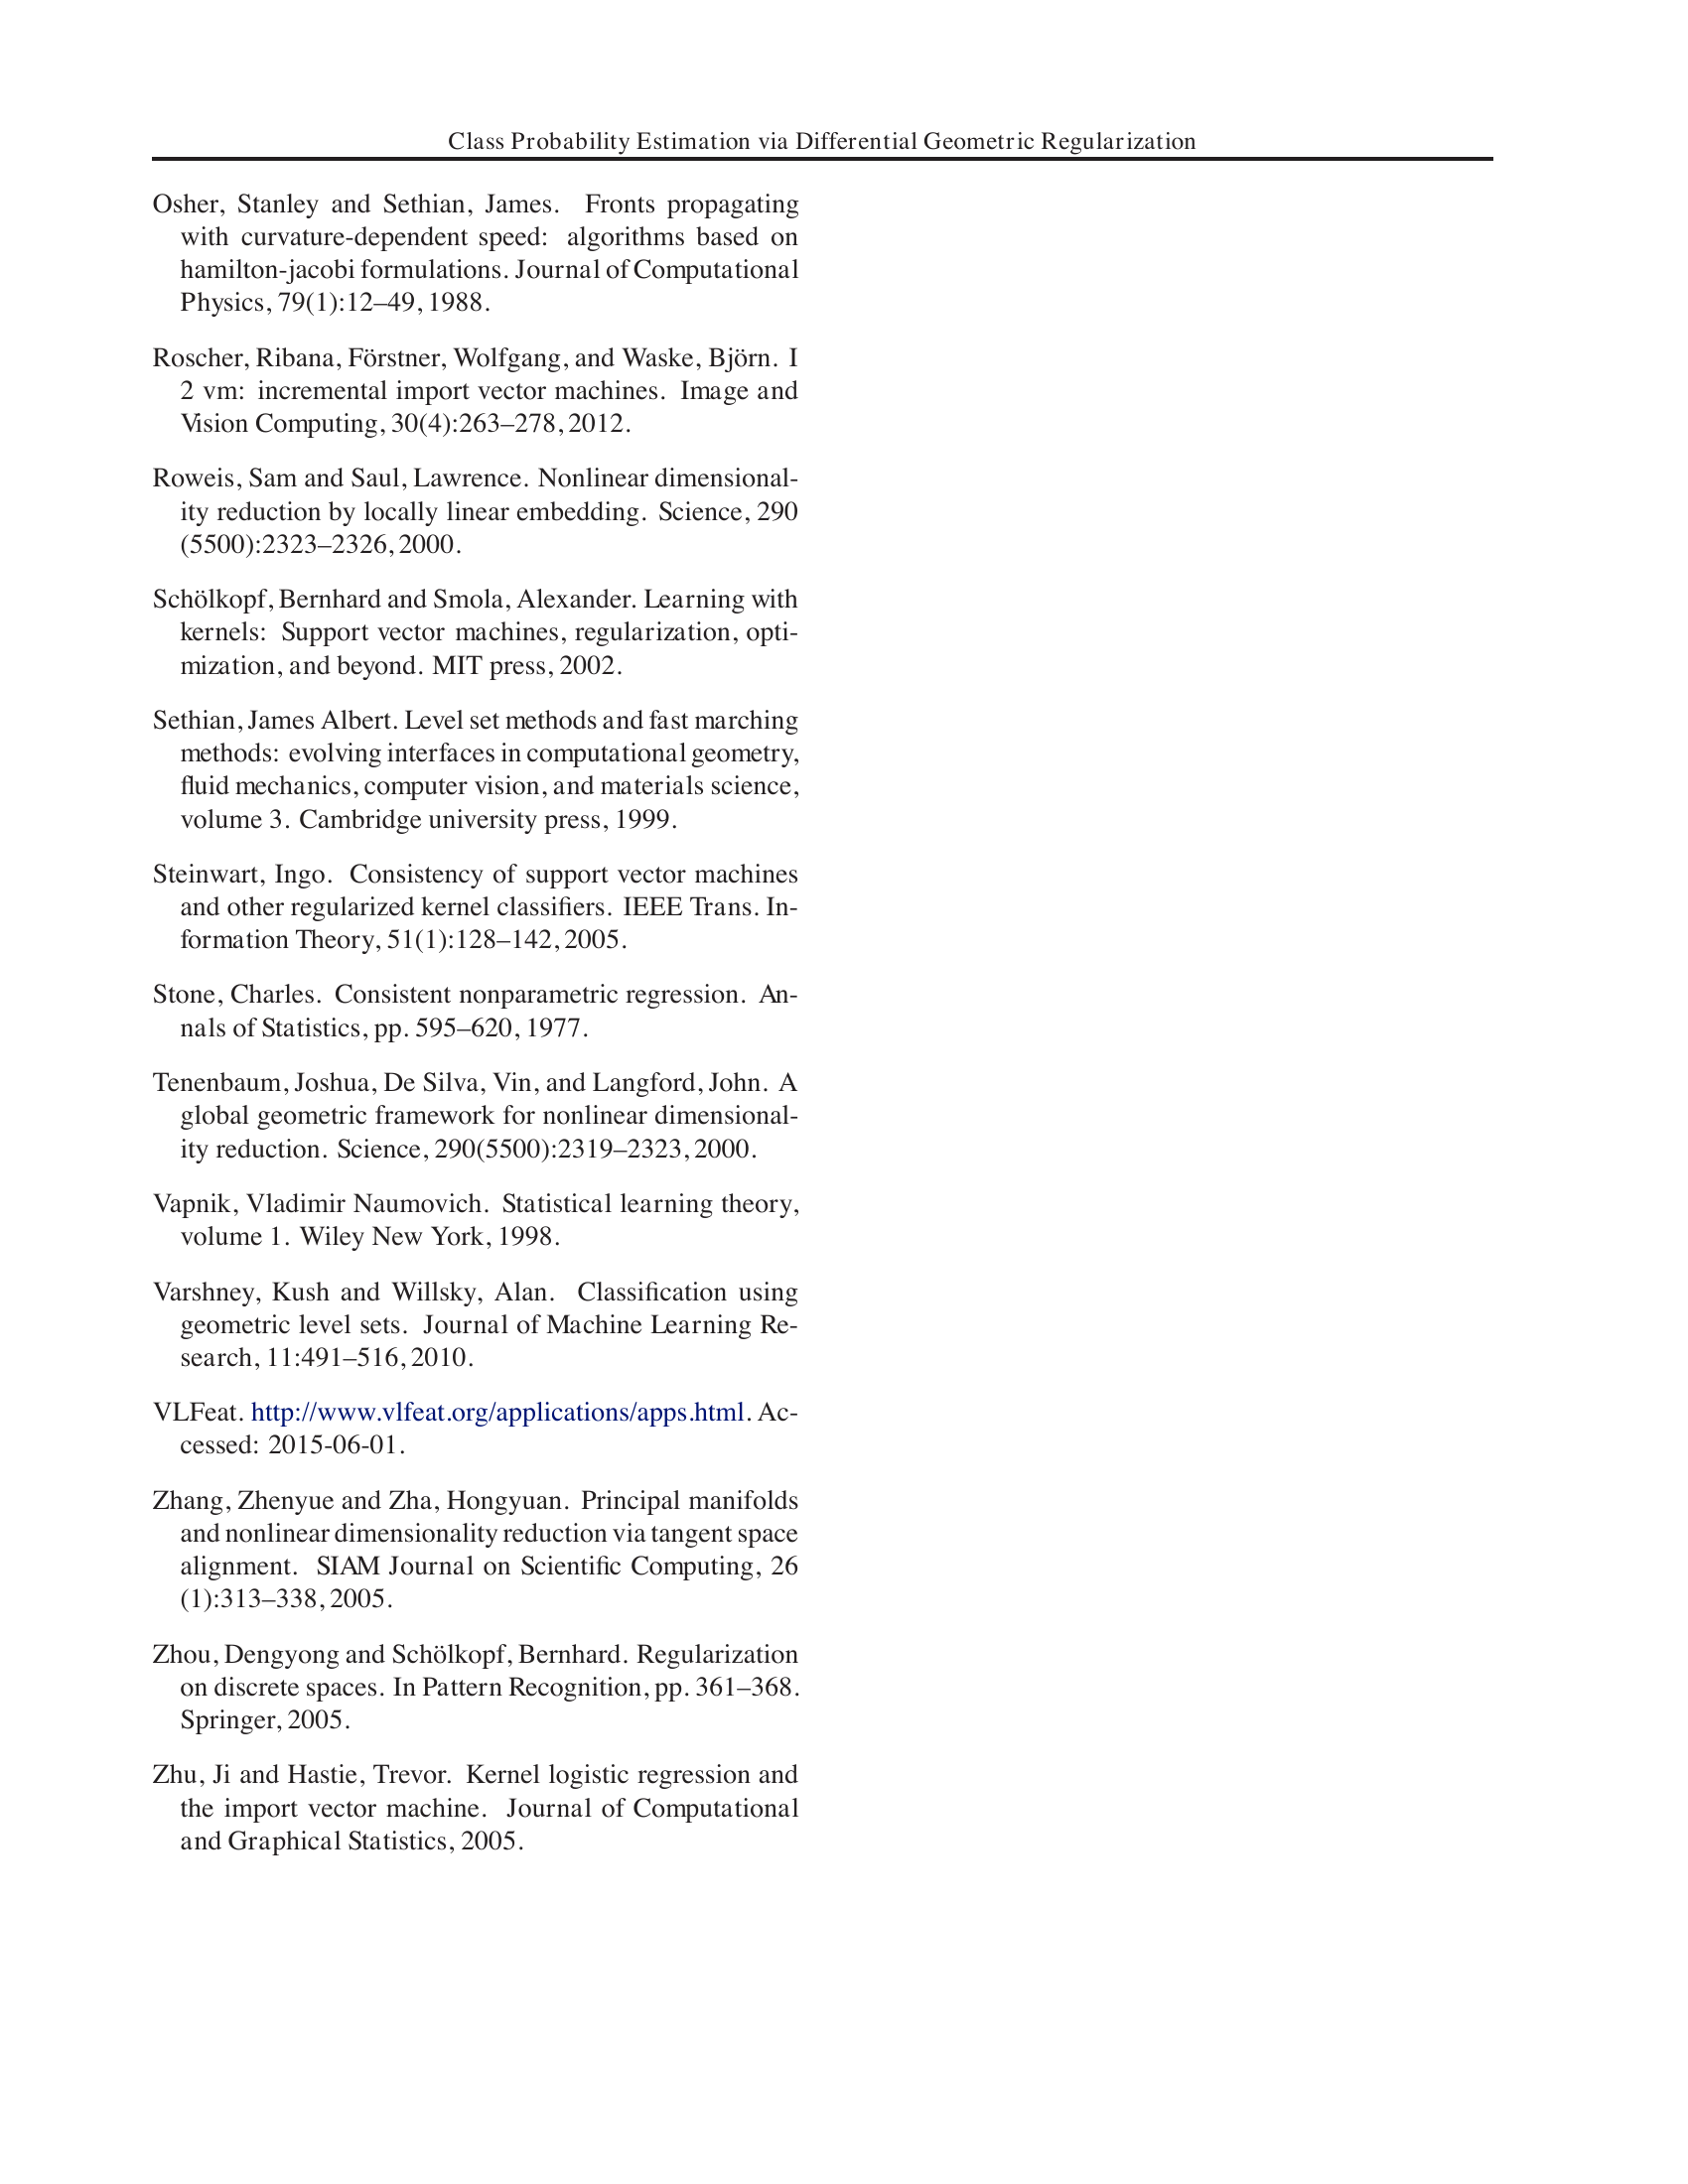 Class Probability Estimation via Differential Geometric Regularization
Osher, Stanley and Sethian, James. Fronts propagating
with curvature-dependent speed: algorithms based on
hamilton-jacobi formulations. Journal of Computational
Physics, 79(1):12–49, 1988.
Roscher, Ribana, Förstner, Wolfgang, and Waske, Björn. I
2 vm: incremental import vector machines. Image and
Vision Computing, 30(4):263–278, 2012.
Roweis, Sam and Saul, Lawrence. Nonlinear dimensional-
ity reduction by locally linear embedding. Science, 290
(5500):2323–2326, 2000.
Schölkopf, Bernhard and Smola, Alexander. Learning with
kernels: Support vector machines, regularization, opti-
mization, and beyond. MIT press, 2002.
Sethian, James Albert. Level set methods and fast marching
methods: evolving interfaces in computational geometry,
fluid mechanics, computer vision, and materials science,
volume 3. Cambridge university press, 1999.
Steinwart, Ingo. Consistency of support vector machines
and other regularized kernel classifiers. IEEE Trans. In-
formation Theory, 51(1):128–142, 2005.
Stone, Charles. Consistent nonparametric regression. An-
nals of Statistics, pp. 595–620, 1977.
Tenenbaum, Joshua, De Silva, Vin, and Langford, John. A
global geometric framework for nonlinear dimensional-
ity reduction. Science, 290(5500):2319–2323, 2000.
Vapnik, Vladimir Naumovich. Statistical learning theory,
volume 1. Wiley New York, 1998.
Varshney, Kush and Willsky, Alan. Classification using
geometric level sets. Journal of Machine Learning Re-
search, 11:491–516, 2010.
VLFeat. http://www.vlfeat.org/applications/apps.html. Ac-
cessed: 2015-06-01.
Zhang, Zhenyue and Zha, Hongyuan. Principal manifolds
and nonlinear dimensionality reduction via tangent space
alignment. SIAM Journal on Scientific Computing, 26
(1):313–338, 2005.
Zhou, Dengyong and Schölkopf, Bernhard. Regularization
on discrete spaces. In Pattern Recognition, pp. 361–368.
Springer, 2005.
Zhu, Ji and Hastie, Trevor. Kernel logistic regression and
the import vector machine. Journal of Computational
and Graphical Statistics, 2005.